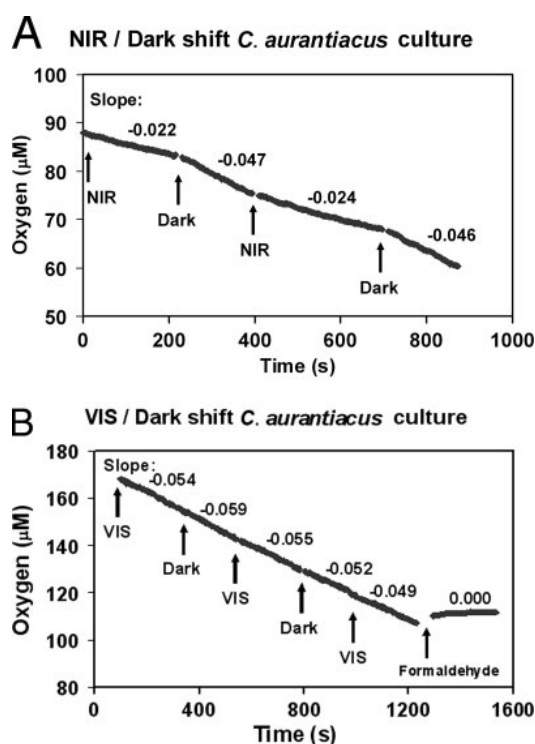 A
NIR / Dark shift C. aurantiacus culture
100
90
80
70
60
50
Oxygen (µM)
Slope:
-0.022
-0.047
-0.024
-0.046
NIR
Dark
NIR
Dark
0 200 400 600 800 1000
Time (s)
B
VIS / Dark shift C. aurantiacus culture
180
160
140
120
100
80
Oxygen (µM)
Slope:
-0.054
-0.059
-0.055
-0.052
-0.049
0.000
VIS
Dark
VIS
Dark
VIS
Formaldehyde
0 400 800 1200 1600
Time (s)